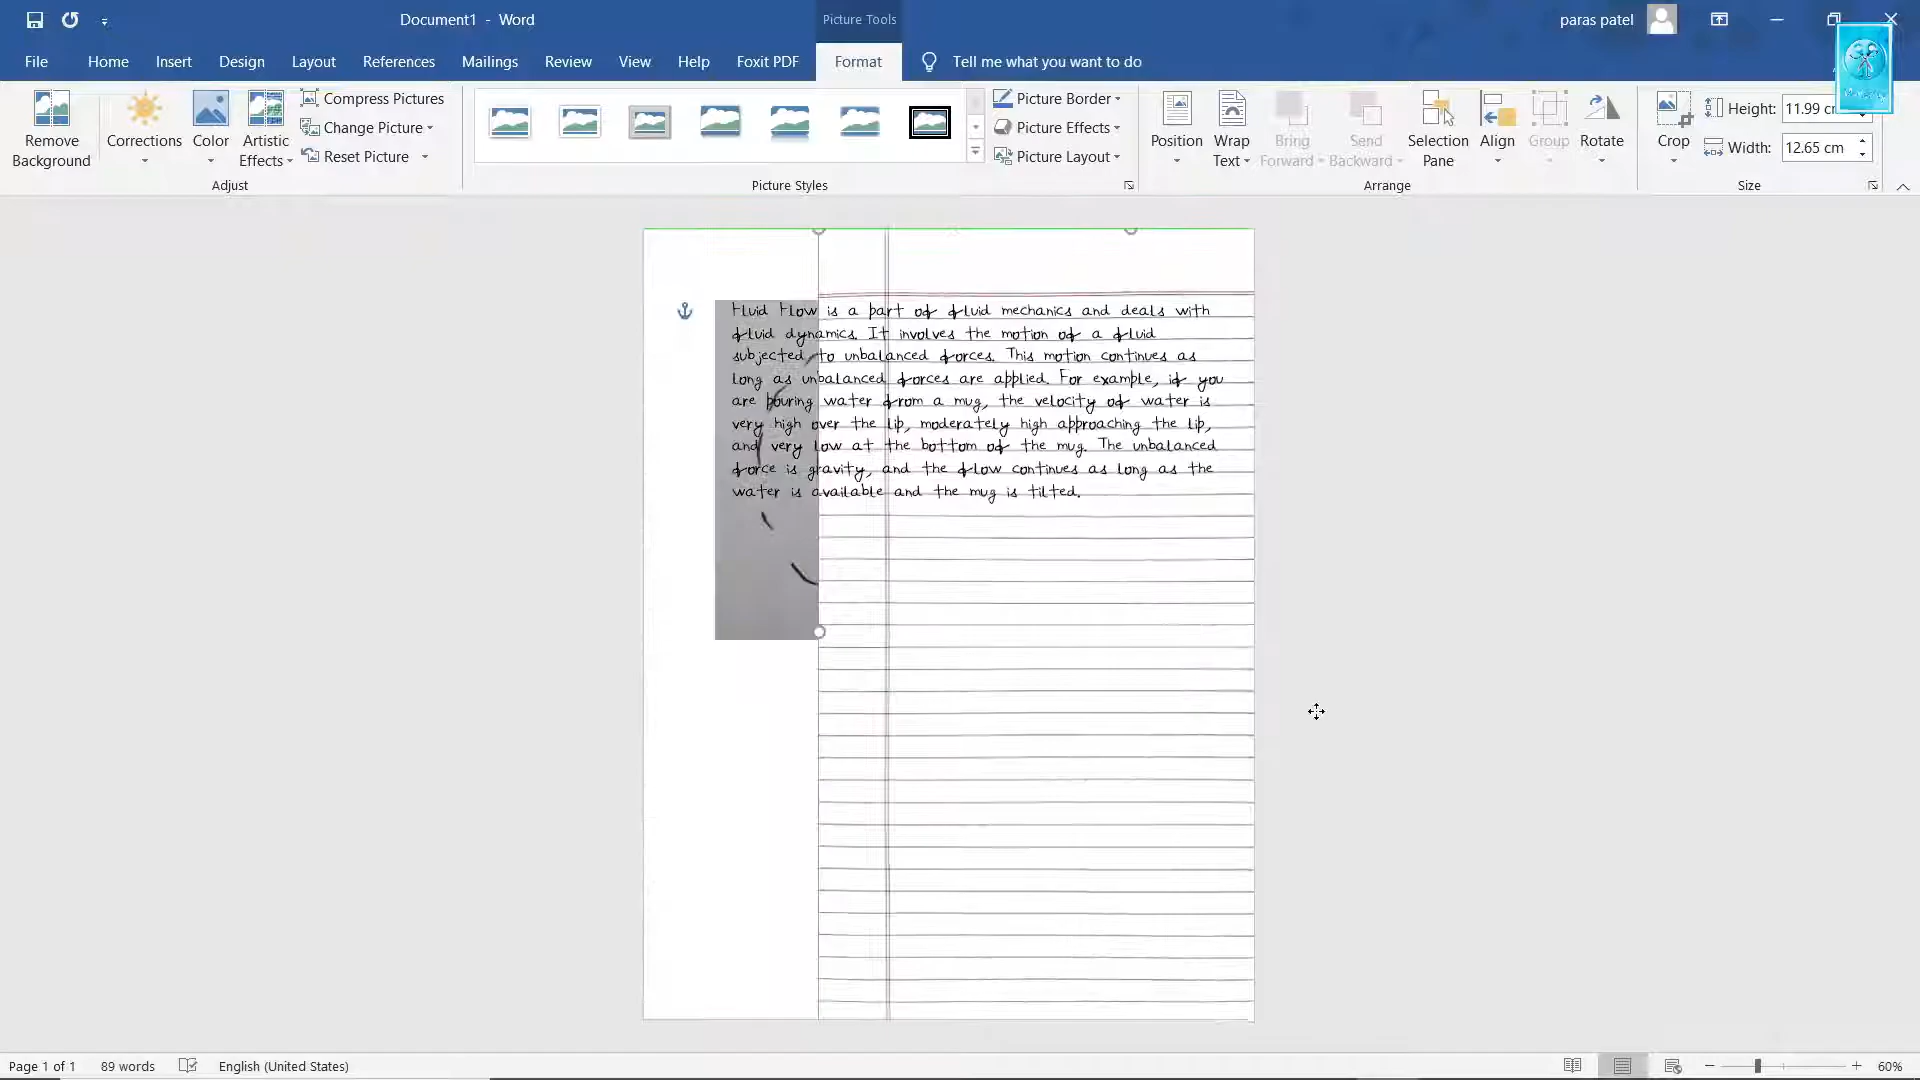 Document1 - Word
Picture Tools
paras patel
File
Home
Insert
Design
Layout
References
Mailings
Review
View
Help
Foxit PDF
Format
Tell me what you want to do
Remove Background
Corrections
Color
Artistic Effects
Compress Pictures
Change Picture
Reset Picture
Adjust
Picture Styles
Picture Border
Picture Effects
Picture Layout
Position
Wrap Text
Bring Forward
Send Backward
Selection Pane
Align
Group
Rotate
Arrange
Crop
Height: 11.99 c
Width: 12.65 cm
Size
Fluid Flow is a part of fluid mechanics and deals with
fluid dynamics. It involves the motion of a fluid
subjected to unbalanced forces. This motion continues as
long as unbalanced forces are applied. For example, if you
are pouring water from a mug, the velocity of water is
very high over the lip, moderately high approaching the lip,
and very low at the bottom of the mug. The unbalanced
force is gravity, and the flow continues as long as the
water is available and the mug is tilted.
Page 1 of 1
89 words
English (United States)
60%